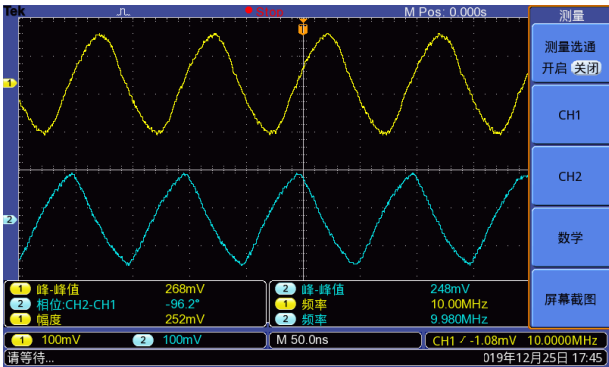 Tek Stop M Pos: 0.000s
T
测量
测量选通
开启 关闭
CH1
CH2
数学
屏幕截图
1
2
1 峰-峰值 268mV
2 相位:CH2-CH1 -96.2°
1 幅度 252mV
2 峰-峰值 248mV
1 频率 10.00MHz
2 频率 9.980MHz
1 100mV 2 100mV M 50.0ns CH1 -1.08mV 10.0000MHz
请等待... 019年12月25日 17:45